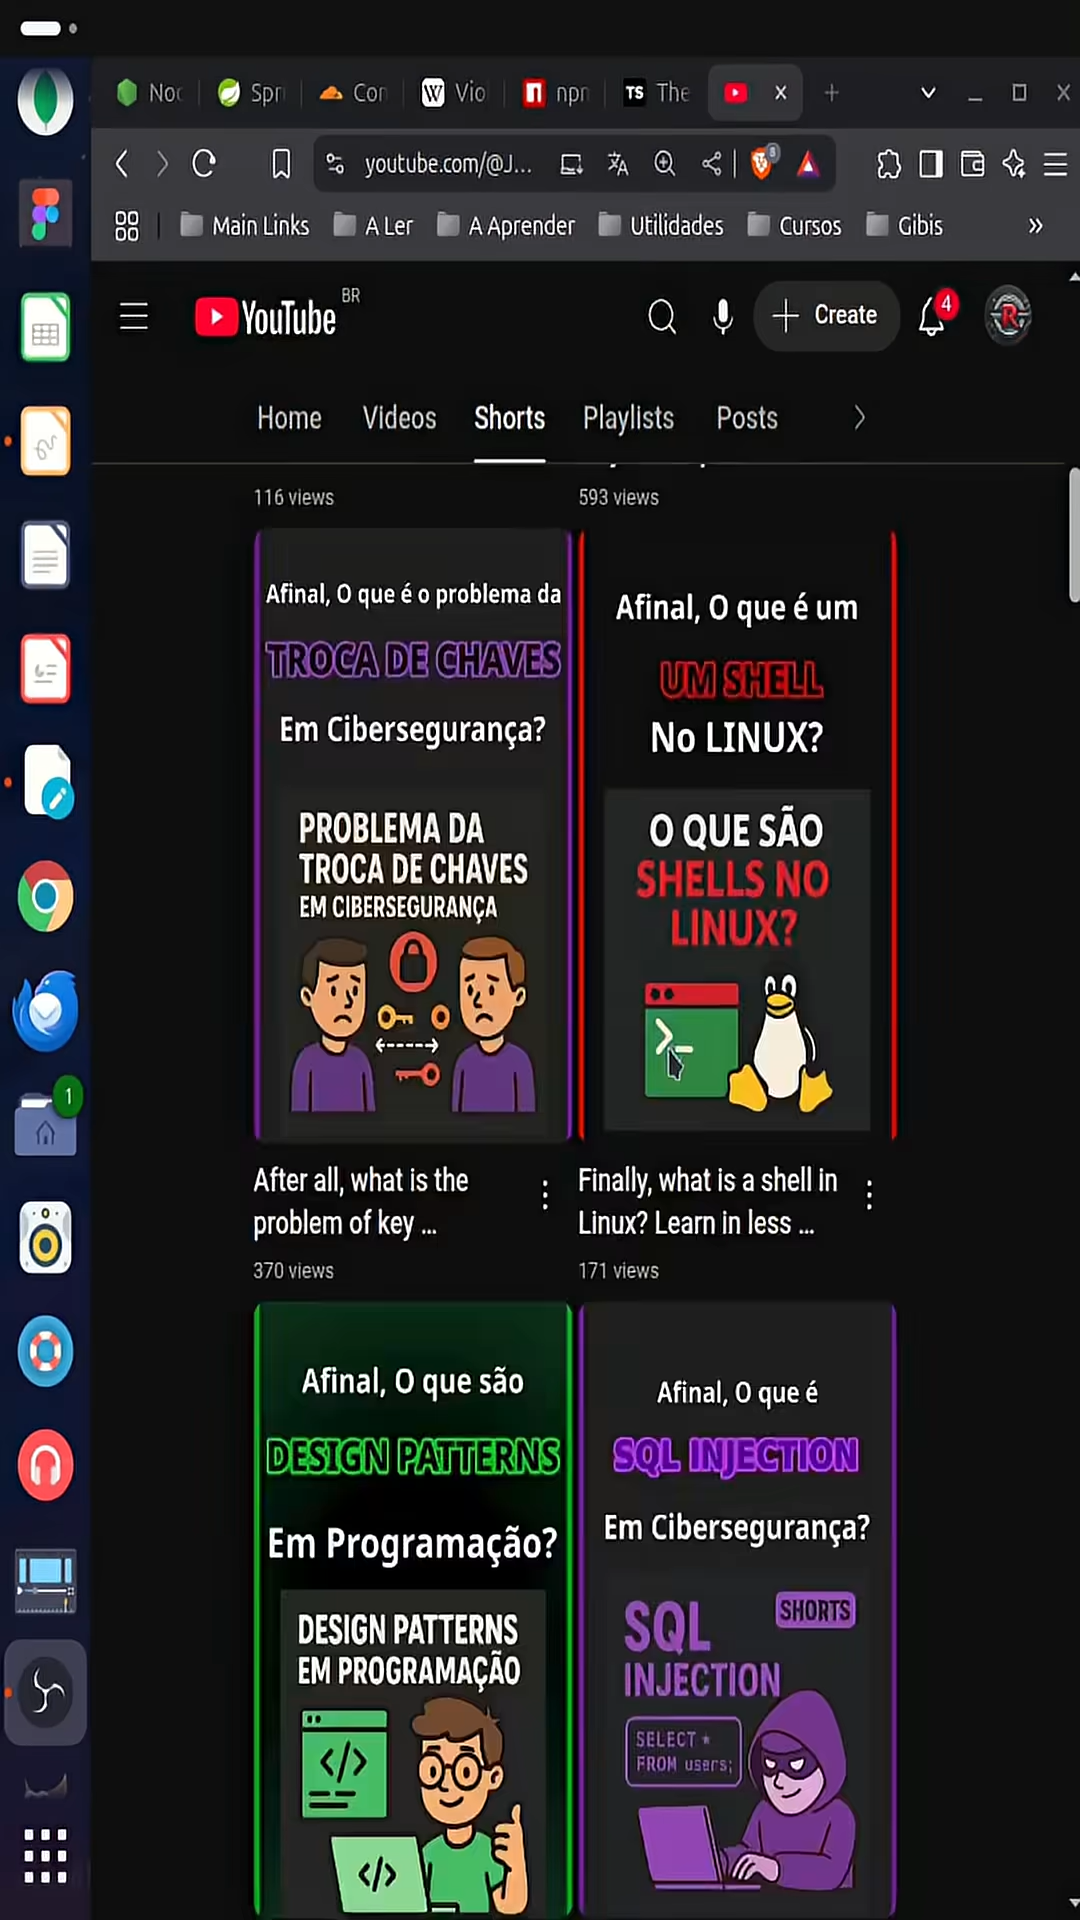 Noc
Spri
Con
W Vio
npn
TS The
youtube.com/@J...
8
Main Links
A Ler
A Aprender
Utilidades
Cursos
Gibis
»
YouTube
BR
Create
4
R
Home
Videos
Shorts
Playlists
Posts
116 views
593 views
Afinal, O que é o problema da
TROCA DE CHAVES
Em Cibersegurança?
PROBLEMA DA
TROCA DE CHAVES
EM CIBERSEGURANÇA
After all, what is the
problem of key ...
370 views
Afinal, O que é um
UM SHELL
No LINUX?
O QUE SÃO
SHELLS NO
LINUX?
>_
Finally, what is a shell in
Linux? Learn in less ...
171 views
Afinal, O que são
DESIGN PATTERNS
Em Programação?
DESIGN PATTERNS
EM PROGRAMAÇÃO
</>
</>
Afinal, O que é
SQL INJECTION
Em Cibersegurança?
SHORTS
SQL
INJECTION
SELECT *
FROM users;
1